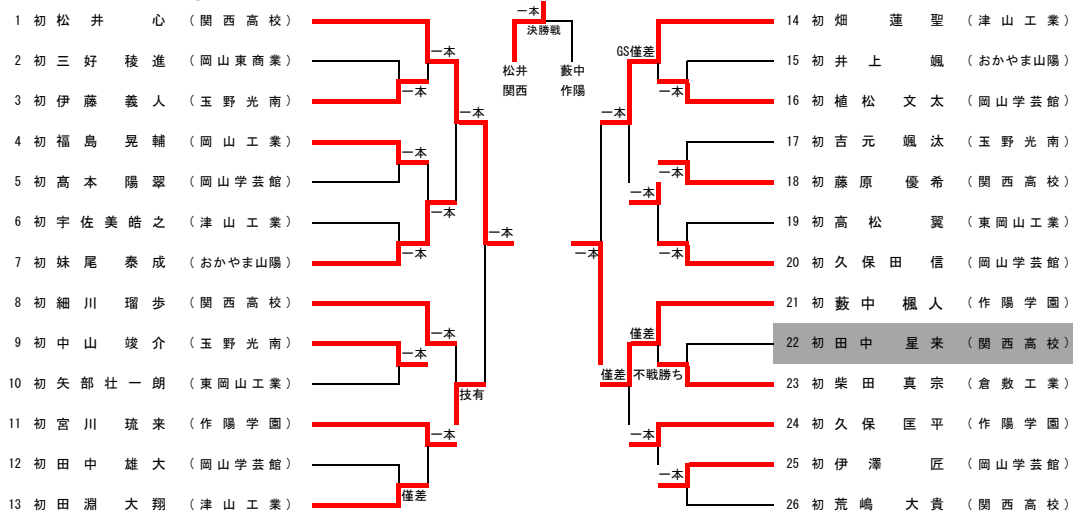 1 初 松井 心 (関西高校)
2 初 三好 稜進 (岡山東商業)
3 初 伊藤 義人 (玉野光南)
4 初 福島 晃輔 (岡山工業)
5 初 髙本 陽翠 (岡山学芸館)
6 初 宇佐美皓之 (津山工業)
7 初 妹尾 泰成 (おかやま山陽)
8 初 細川 瑠歩 (関西高校)
9 初 中山 竣介 (玉野光南)
10 初 矢部壮一朗 (東岡山工業)
11 初 宮川 琉来 (作陽学園)
12 初 田中 雄大 (岡山学芸館)
13 初 田淵 大翔 (津山工業)
一本
一本
一本
一本
一本
一本
一本
一本
一本
技有
一本
僅差
一本
決勝戦
松井 藪中
関西 作陽
GS僅差
一本
一本
一本
一本
一本
一本
僅差
僅差
不戦勝ち
一本
一本
14 初 畑 蓮聖 (津山工業)
15 初 井上 颯 (おかやま山陽)
16 初 植松 文太 (岡山学芸館)
17 初 吉元 颯汰 (玉野光南)
18 初 藤原 優希 (関西高校)
19 初 高松 翼 (東岡山工業)
20 初 久保田 信 (岡山学芸館)
21 初 藪中 楓人 (作陽学園)
22 初 田中 星来 (関西高校)
23 初 柴田 真宗 (倉敷工業)
24 初 久保 匡平 (作陽学園)
25 初 伊澤 匠 (岡山学芸館)
26 初 荒嶋 大貴 (関西高校)